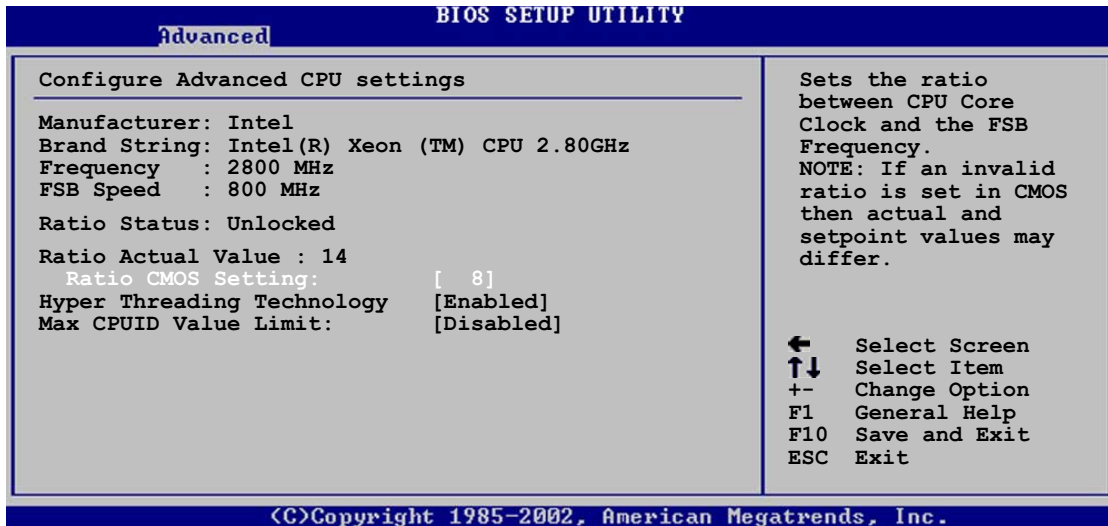 BIOS SETUP UTILITY
Advanced
Configure Advanced CPU settings
Manufacturer: Intel
Brand String: Intel(R) Xeon (TM) CPU 2.80GHz
Frequency : 2800 MHz
FSB Speed : 800 MHz
Ratio Status: Unlocked
Ratio Actual Value : 14
Ratio CMOS Setting: [ 8]
Hyper Threading Technology [Enabled]
Max CPUID Value Limit: [Disabled]
Sets the ratio
between CPU Core
Clock and the FSB
Frequency.
NOTE: If an invalid
ratio is set in CMOS
then actual and
setpoint values may
differ.
← Select Screen
↑↓ Select Item
+- Change Option
F1 General Help
F10 Save and Exit
ESC Exit
(C)Copyright 1985-2002, American Megatrends, Inc.